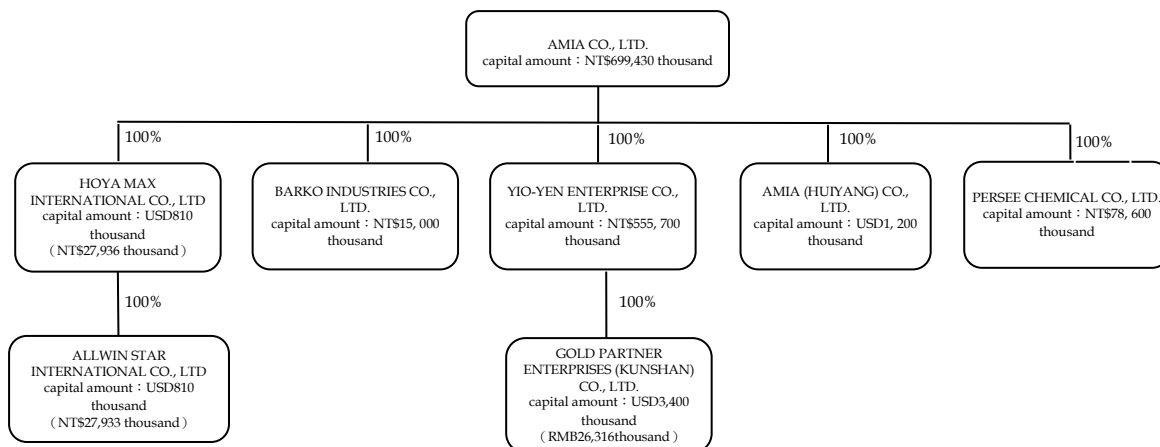 AMIA CO., LTD.
capital amount：NT$699,430 thousand
100%
100%
100%
100%
100%
HOYA MAX
INTERNATIONAL CO., LTD
capital amount：USD810
thousand
（NT$27,936 thousand）
BARKO INDUSTRIES CO.,
LTD.
capital amount：NT$15, 000
thousand
YIO-YEN ENTERPRISE CO.,
LTD.
capital amount：NT$555, 700
thousand
AMIA (HUIYANG) CO.,
LTD.
capital amount：USD1, 200
thousand
PERSEE CHEMICAL CO., LTD.
capital amount：NT$78, 600
thousand
100%
100%
ALLWIN STAR
INTERNATIONAL CO., LTD
capital amount：USD810
thousand
（NT$27,933 thousand）
GOLD PARTNER
ENTERPRISES (KUNSHAN)
CO., LTD.
capital amount：USD3,400
thousand
（RMB26,316thousand）